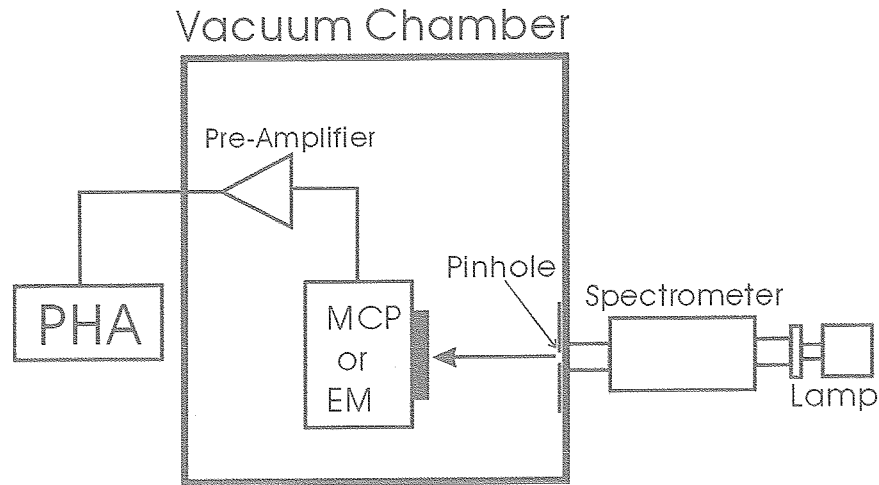 Vacuum Chamber
Pre-Amplifier
Pinhole
Spectrometer
PHA
MCP
or
EM
Lamp